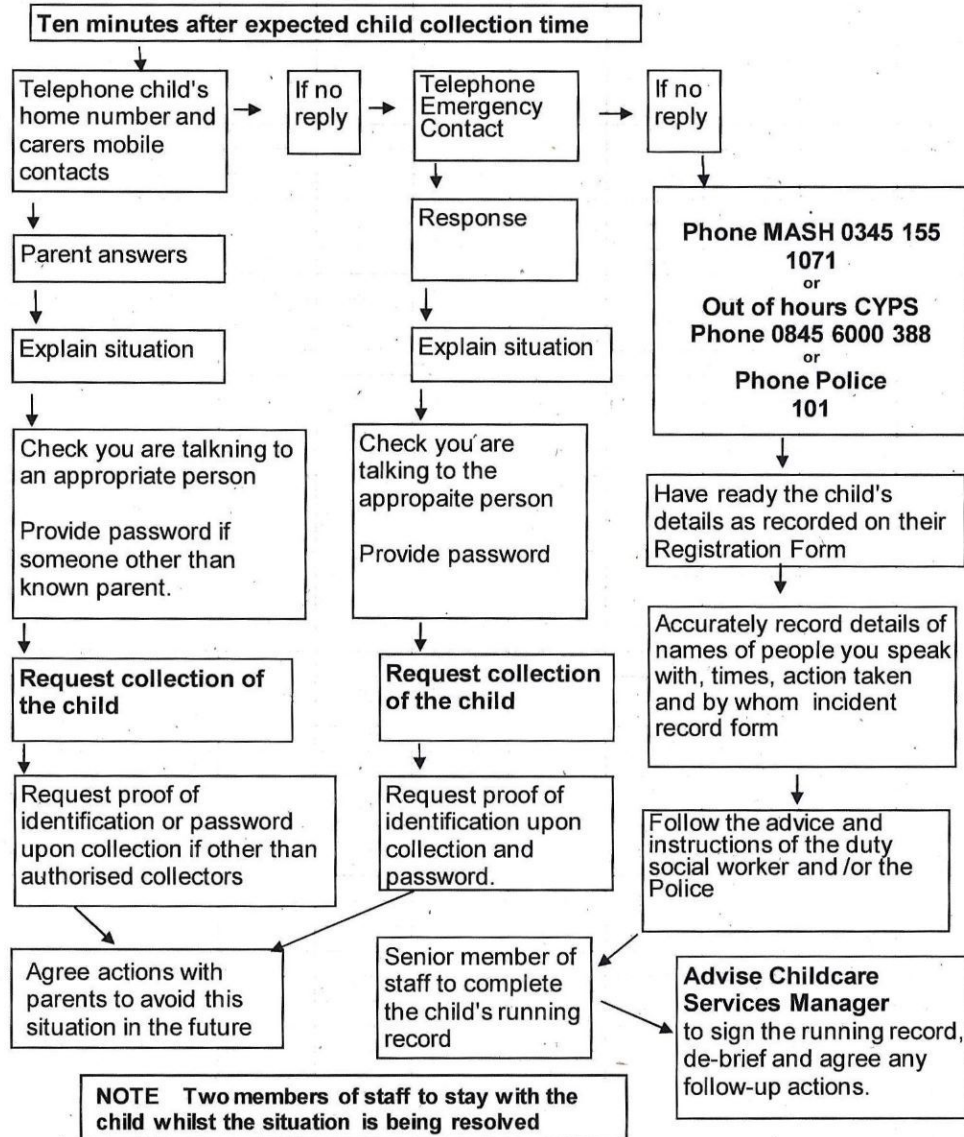 Ten minutes after expected child collection time
Telephone child's
home number and
carers mobile
contacts
If no
reply
Telephone
Emergency
Contact
If no
reply
Parent answers
Explain situation
Check you are talkning to
an appropriate person
Provide password if
someone other than
known parent.
Request collection of
the child
Request proof of
identification or password
upon collection if other than
authorised collectors
Response
Explain situation
Check you are
talking to the
appropaite person
Provide password
Request collection
of the child
Request proof of
identification upon
collection and
password.
Agree actions with
parents to avoid this
situation in the future
Phone MASH 0345 155
1071
or
Out of hours CYPS
Phone 0845 6000 388
or
Phone Police
101
Have ready the child's
details as recorded on their
Registration Form
Accurately record details of
names of people you speak
with, times, action taken
and by whom incident
record form
Follow the advice and
instructions of the duty
social worker and /or the
Police
Senior member of
staff to complete
the child's running
record
Advise Childcare
Services Manager
to sign the running record,
de-brief and agree any
follow-up actions.
NOTE Two members of staff to stay with the
child whilst the situation is being resolved